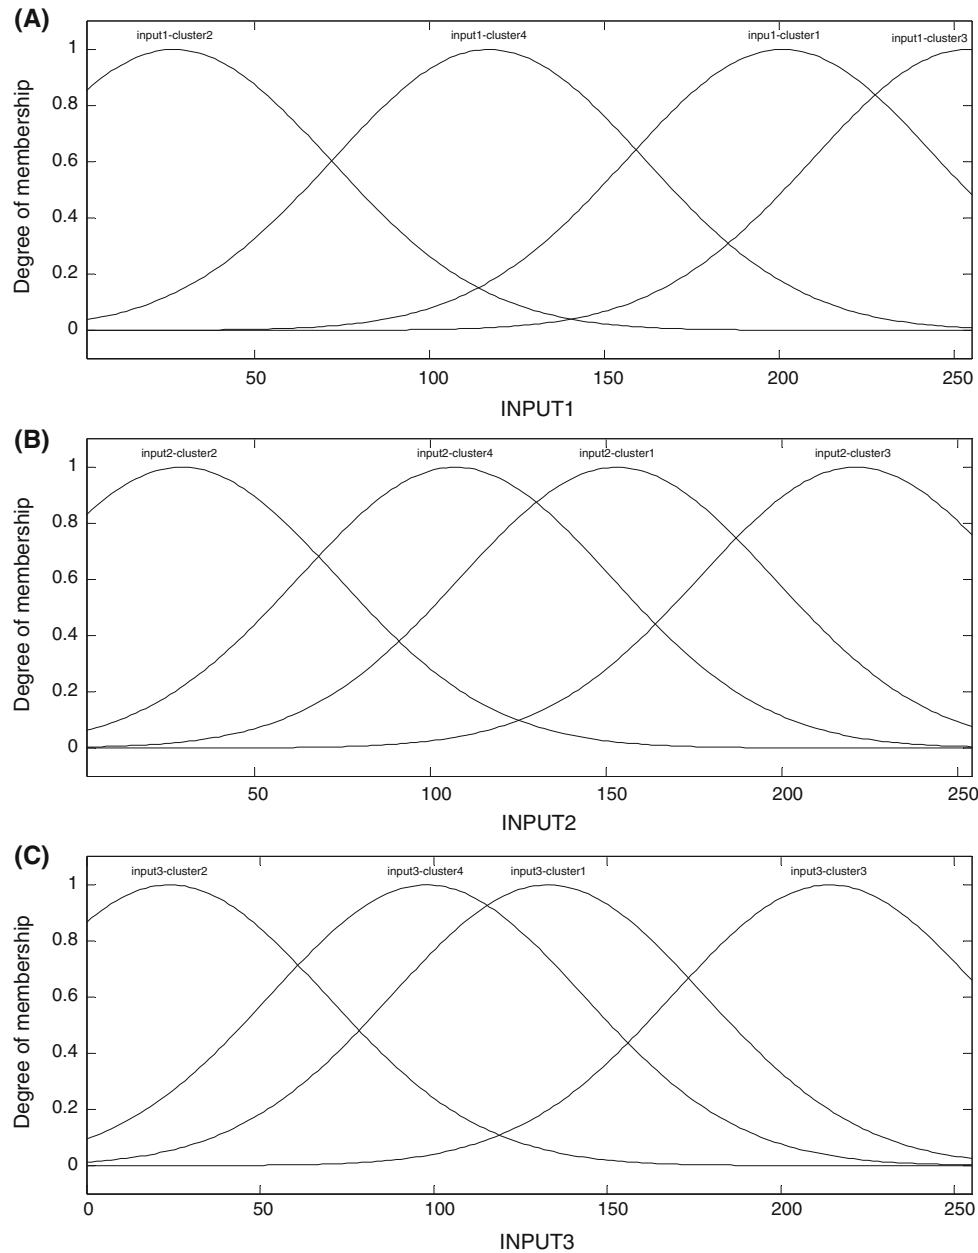 (A)
input1-cluster2 input1-cluster4 inpu1-cluster1 input1-cluster3
1
0.8
0.6
0.4
0.2
0
Degree of membership
50 100 150 200 250
INPUT1
(B)
input2-cluster2 input2-cluster4 input2-cluster1 input2-cluster3
1
0.8
0.6
0.4
0.2
0
Degree of membership
50 100 150 200 250
INPUT2
(C)
input3-cluster2 input3-cluster4 input3-cluster1 input3-cluster3
1
0.8
0.6
0.4
0.2
0
Degree of membership
0 50 100 150 200 250
INPUT3